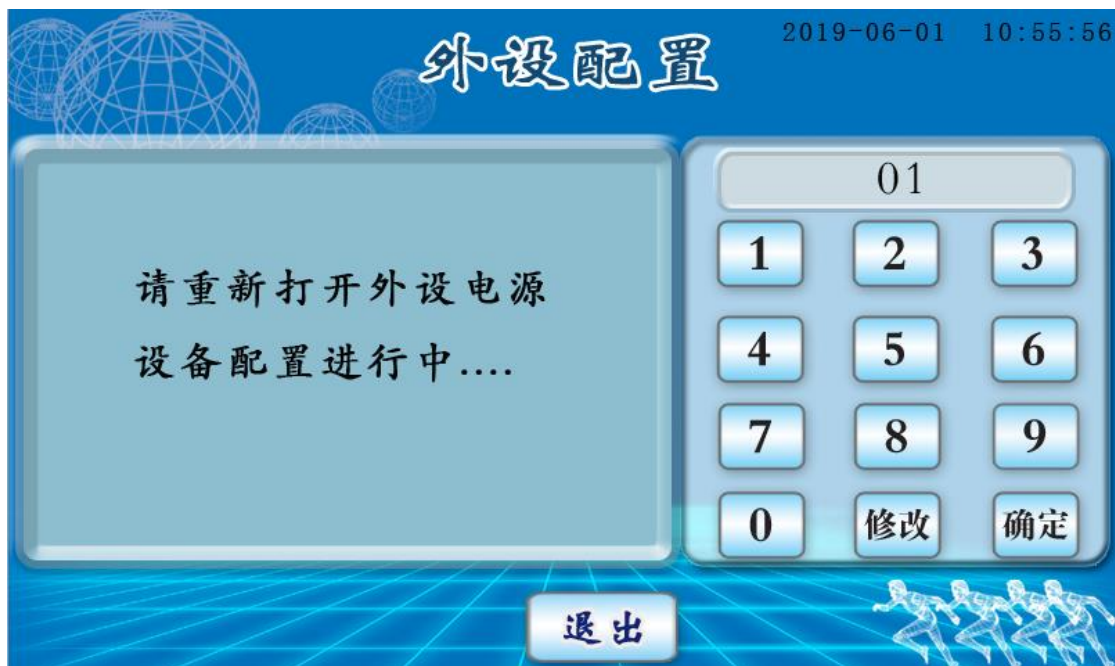 外设配置
2019-06-01 10:55:56
请重新打开外设电源
设备配置进行中....
01
1 2 3
4 5 6
7 8 9
0 修改 确定
退出